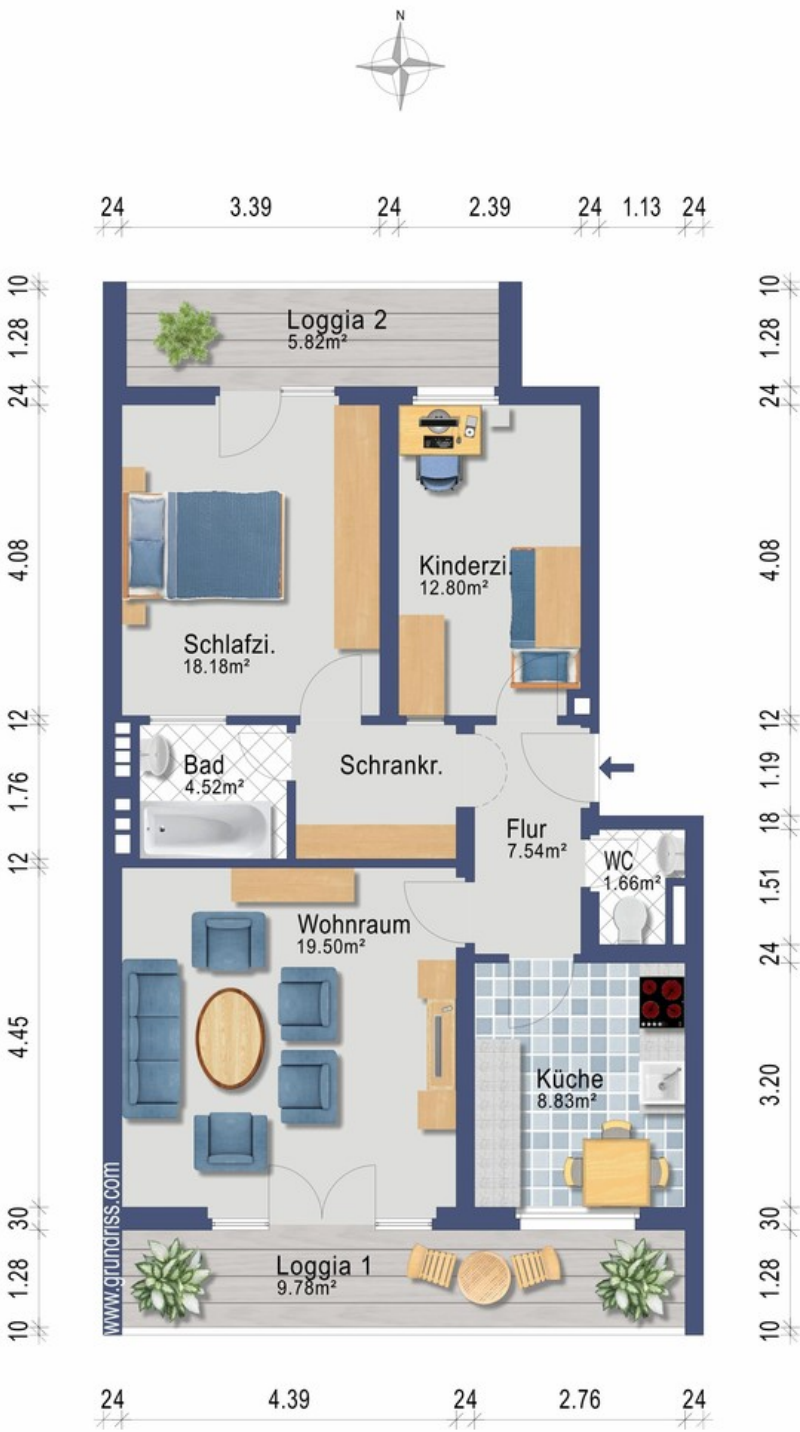 N
24 3.39 24 2.39 24 1.13 24
10
1.28
24
4.08
12
1.76
12
4.45
30
1.28
10
Loggia 2
5.82m²
Kinderzi.
12.80m²
Schlafzi.
18.18m²
Bad
4.52m²
Schrankr.
Flur
7.54m²
WC
1.66m²
Wohnraum
19.50m²
Küche
8.83m²
Loggia 1
9.78m²
www.grundriss.com
10
1.28
24
4.08
12
1.19
18
1.51
24
3.20
30
1.28
10
24 4.39 24 2.76 24